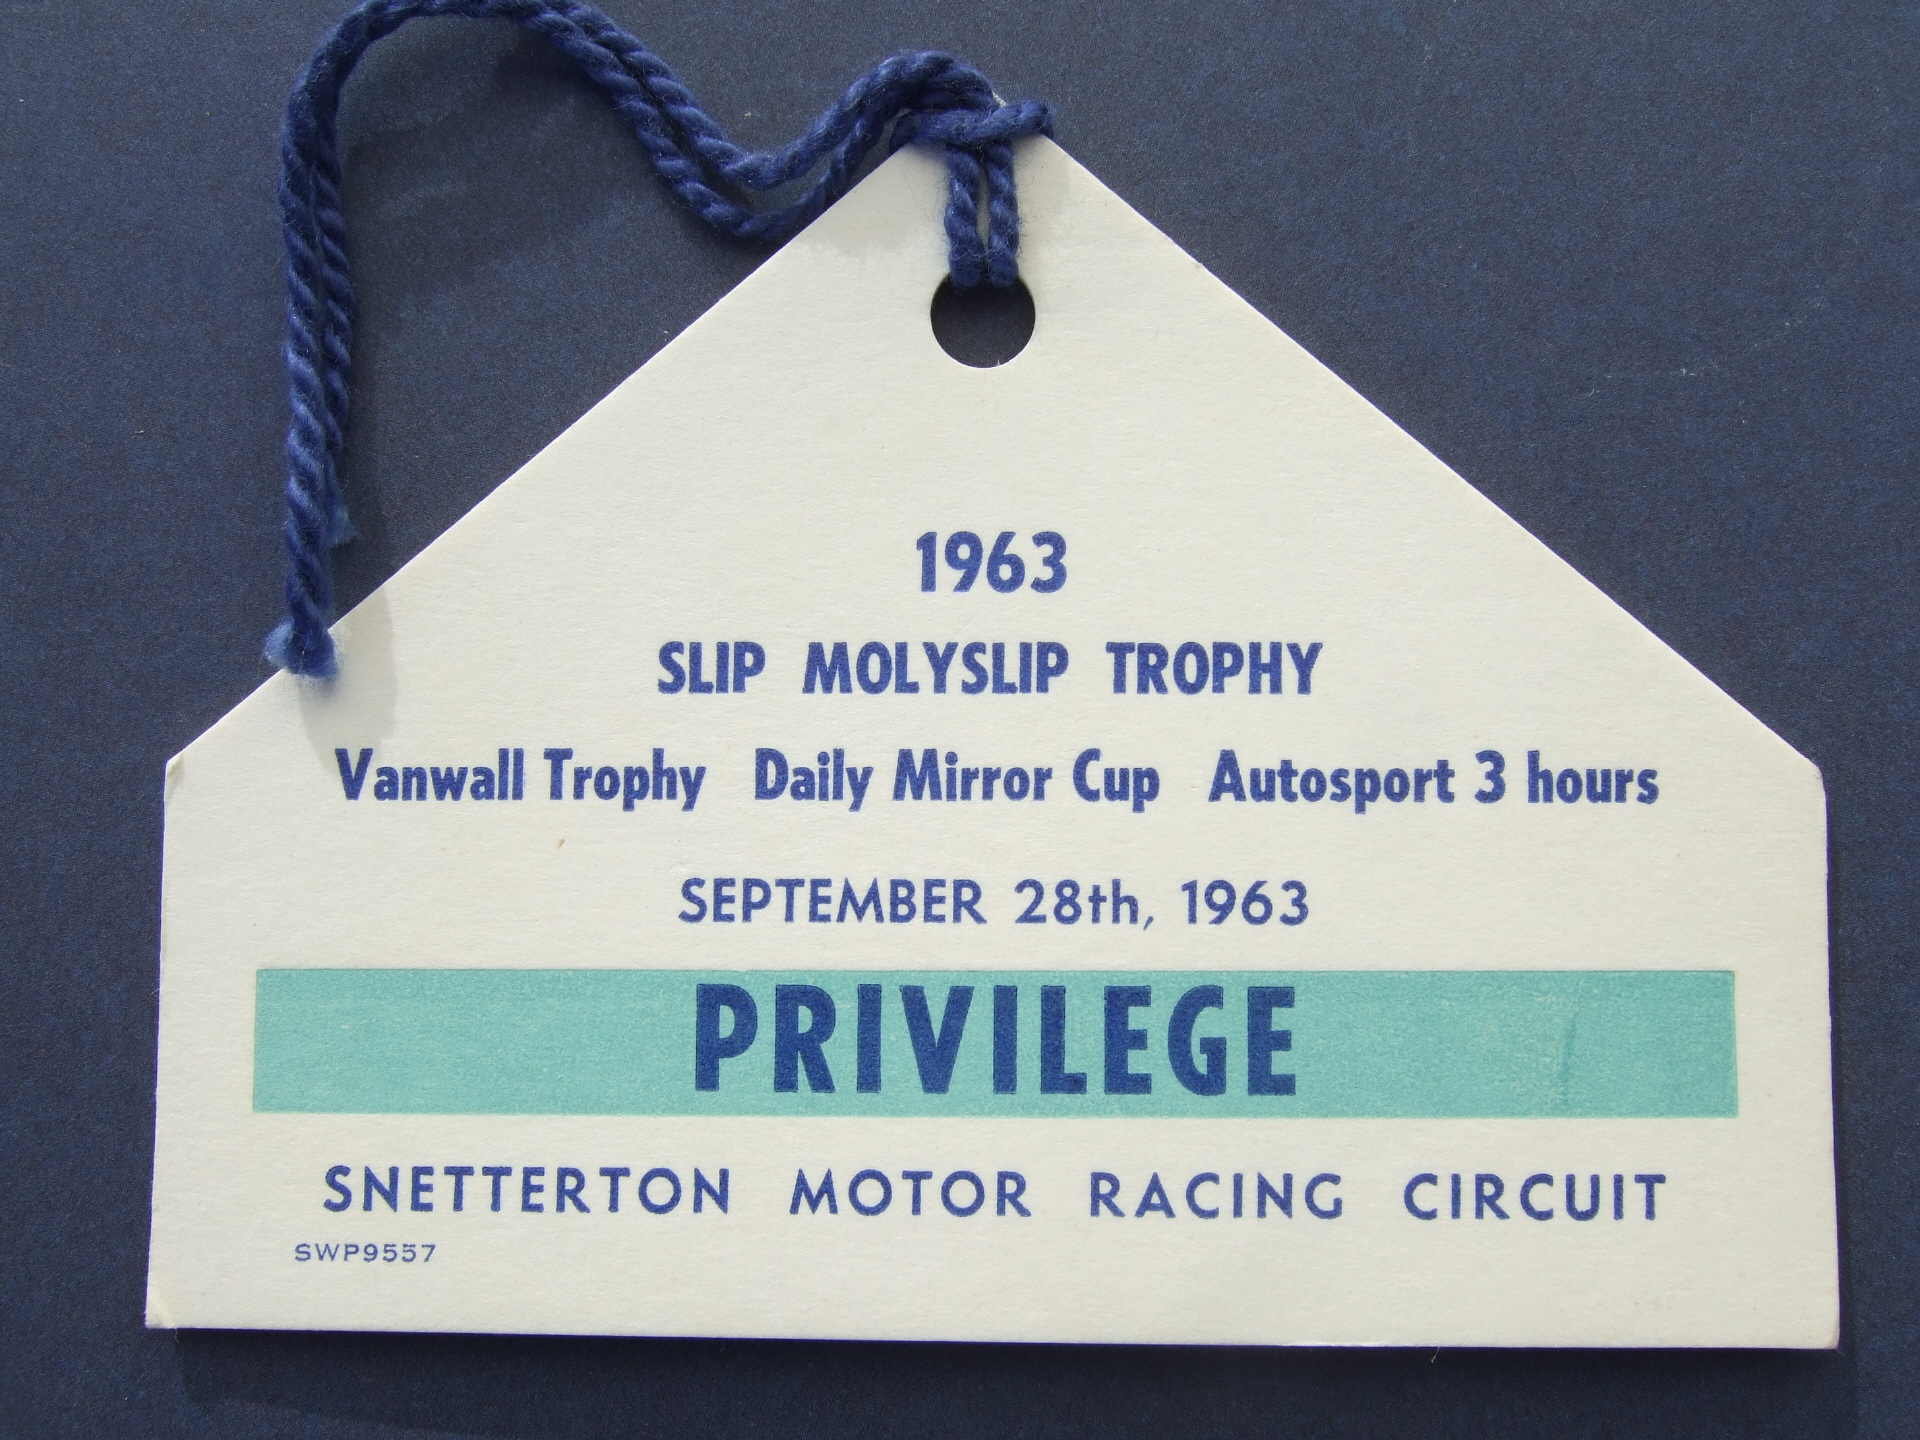 1963
SLIP MOLYSLIP TROPHY
Vanwall Trophy Daily Mirror Cup Autosport 3 hours
SEPTEMBER 28th, 1963
PRIVILEGE
SNETTERTON MOTOR RACING CIRCUIT
SWP9557